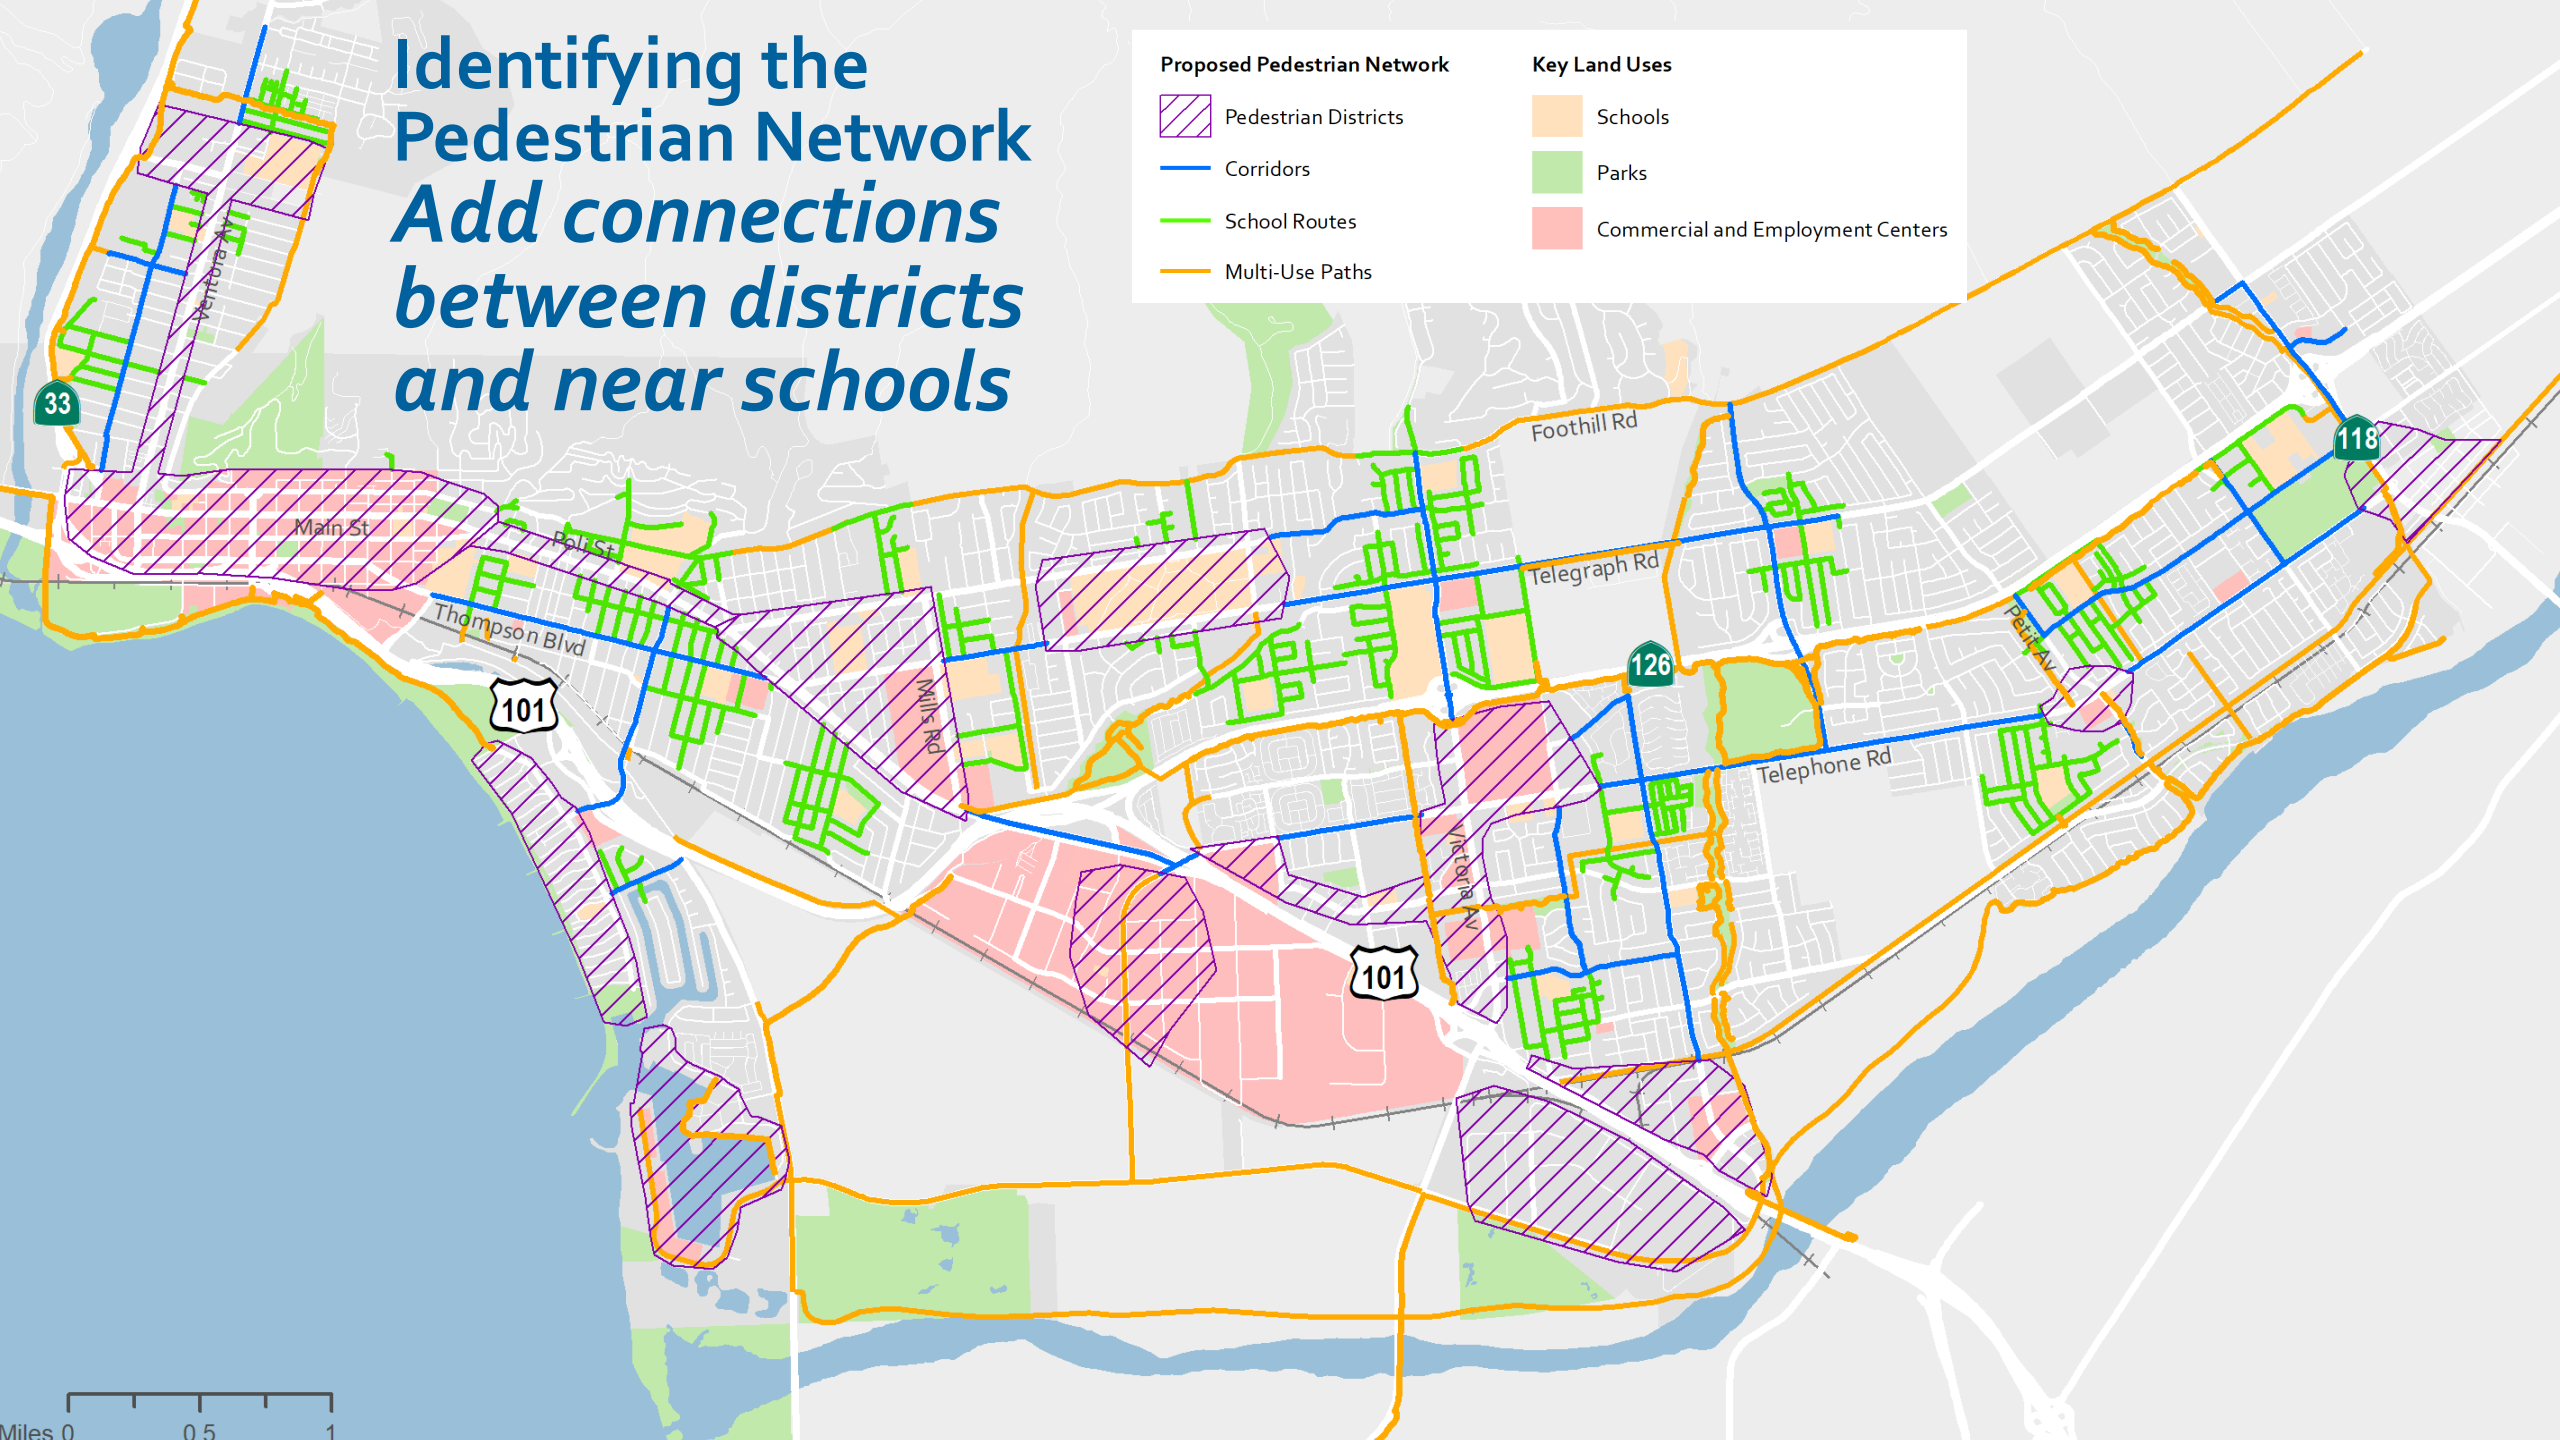 Identifying the
Pedestrian Network
Add connections
between districts
and near schools
Proposed Pedestrian Network
Pedestrian Districts
Corridors
School Routes
Multi-Use Paths
Key Land Uses
Schools
Parks
Commercial and Employment Centers
33
Ventura Av
Main St
Poli St
Thompson Blvd
101
Mills Rd
Foothill Rd
Telegraph Rd
126
118
Petit Av
Telephone Rd
Victoria Av
101
Miles 0 0.5 1